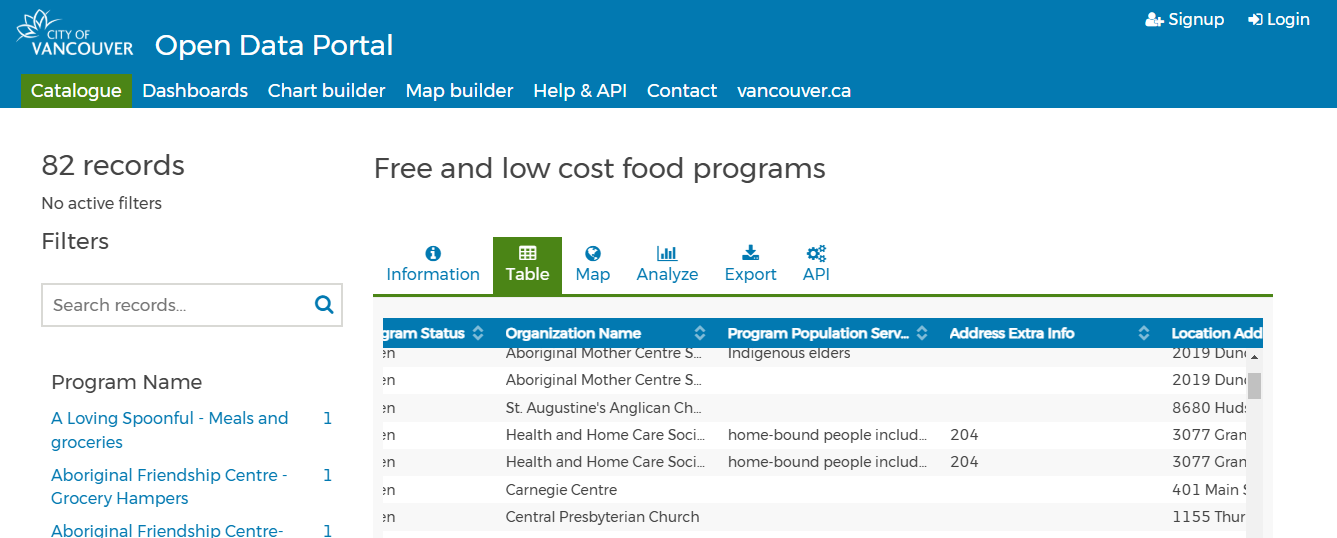 CITY OF
VANCOUVER
Open Data Portal
Signup
Login
Catalogue Dashboards Chart builder Map builder Help & API Contact vancouver.ca
82 records
No active filters
Filters
Search records...
Program Name
A Loving Spoonful - Meals and groceries 1
Aboriginal Friendship Centre - Grocery Hampers 1
Aboriginal Friendship Centre- 1
Free and low cost food programs
Information Table Map Analyze Export API
gram Status Organization Name Program Population Serv... Address Extra Info Location Add
en Aboriginal Mother Centre S... Indigenous elders 2019 Dun
en Aboriginal Mother Centre S... 2019 Dun
en St. Augustine's Anglican Ch... 8680 Huds
en Health and Home Care Soci... home-bound people includ... 204 3077 Gran
en Health and Home Care Soci... home-bound people includ... 204 3077 Gran
en Carnegie Centre 401 Main S
en Central Presbyterian Church 1155 Thur